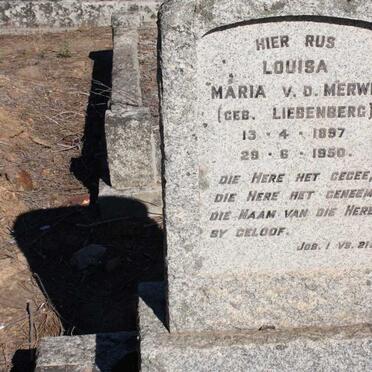 HIER RUS
LOUISA
MARIA V. D. MERWE
(GEB. LIEBENBERG)
13 - 4 - 1897
29 - 6 - 1950.
DIE HERE HET GEGEE,
DIE HERE HET GENEEM
DIE NAAM VAN DIE HERE
SY GELOOF.
JOB. 1 VS. 21